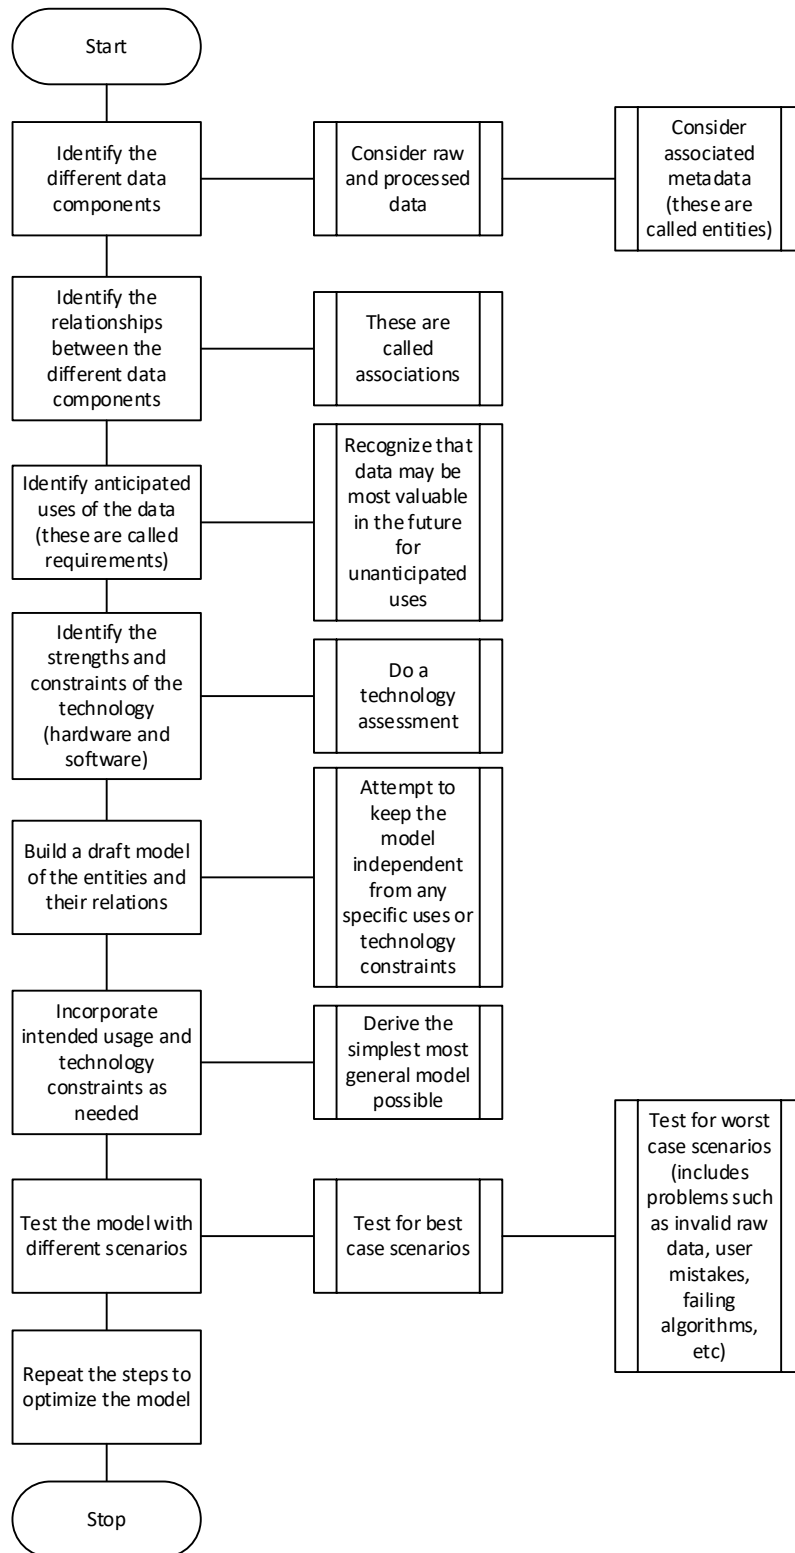 Start
Identify the
different data
components
Consider raw
and processed
data
Consider
associated
metadata
(these are
called entities)
Identify the
relationships
between the
different data
components
These are
called
associations
Identify anticipated
uses of the data
(these are called
requirements)
Recognize that
data may be
most valuable
in the future
for
unanticipated
uses
Identify the
strengths and
constraints of the
technology
(hardware and
software)
Do a
technology
assessment
Build a draft model
of the entities and
their relations
Attempt to
keep the
model
independent
from any
specific uses or
technology
constraints
Incorporate
intended usage and
technology
constraints as
needed
Derive the
simplest most
general model
possible
Test the model with
different scenarios
Test for best
case scenarios
Test for worst
case scenarios
(includes
problems such
as invalid raw
data, user
mistakes,
failing
algorithms,
etc)
Repeat the steps to
optimize the model
Stop